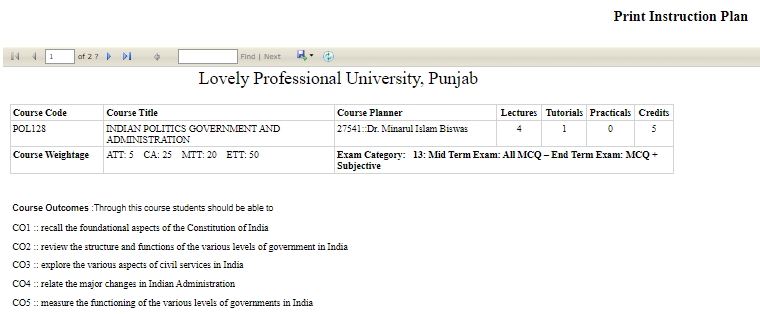 Print Instruction Plan
1 of 2 ? Find | Next
Lovely Professional University, Punjab
Course Code Course Title Course Planner Lectures Tutorials Practicals Credits
POL128 INDIAN POLITICS GOVERNMENT AND ADMINISTRATION 27541::Dr. Minarul Islam Biswas 4 1 0 5
Course Weightage ATT: 5 CA: 25 MTT: 20 ETT: 50 Exam Category: 13: Mid Term Exam: All MCQ – End Term Exam: MCQ + Subjective
Course Outcomes :Through this course students should be able to
CO1 :: recall the foundational aspects of the Constitution of India
CO2 :: review the structure and functions of the various levels of government in India
CO3 :: explore the various aspects of civil services in India
CO4 :: relate the major changes in Indian Administration
CO5 :: measure the functioning of the various levels of governments in India